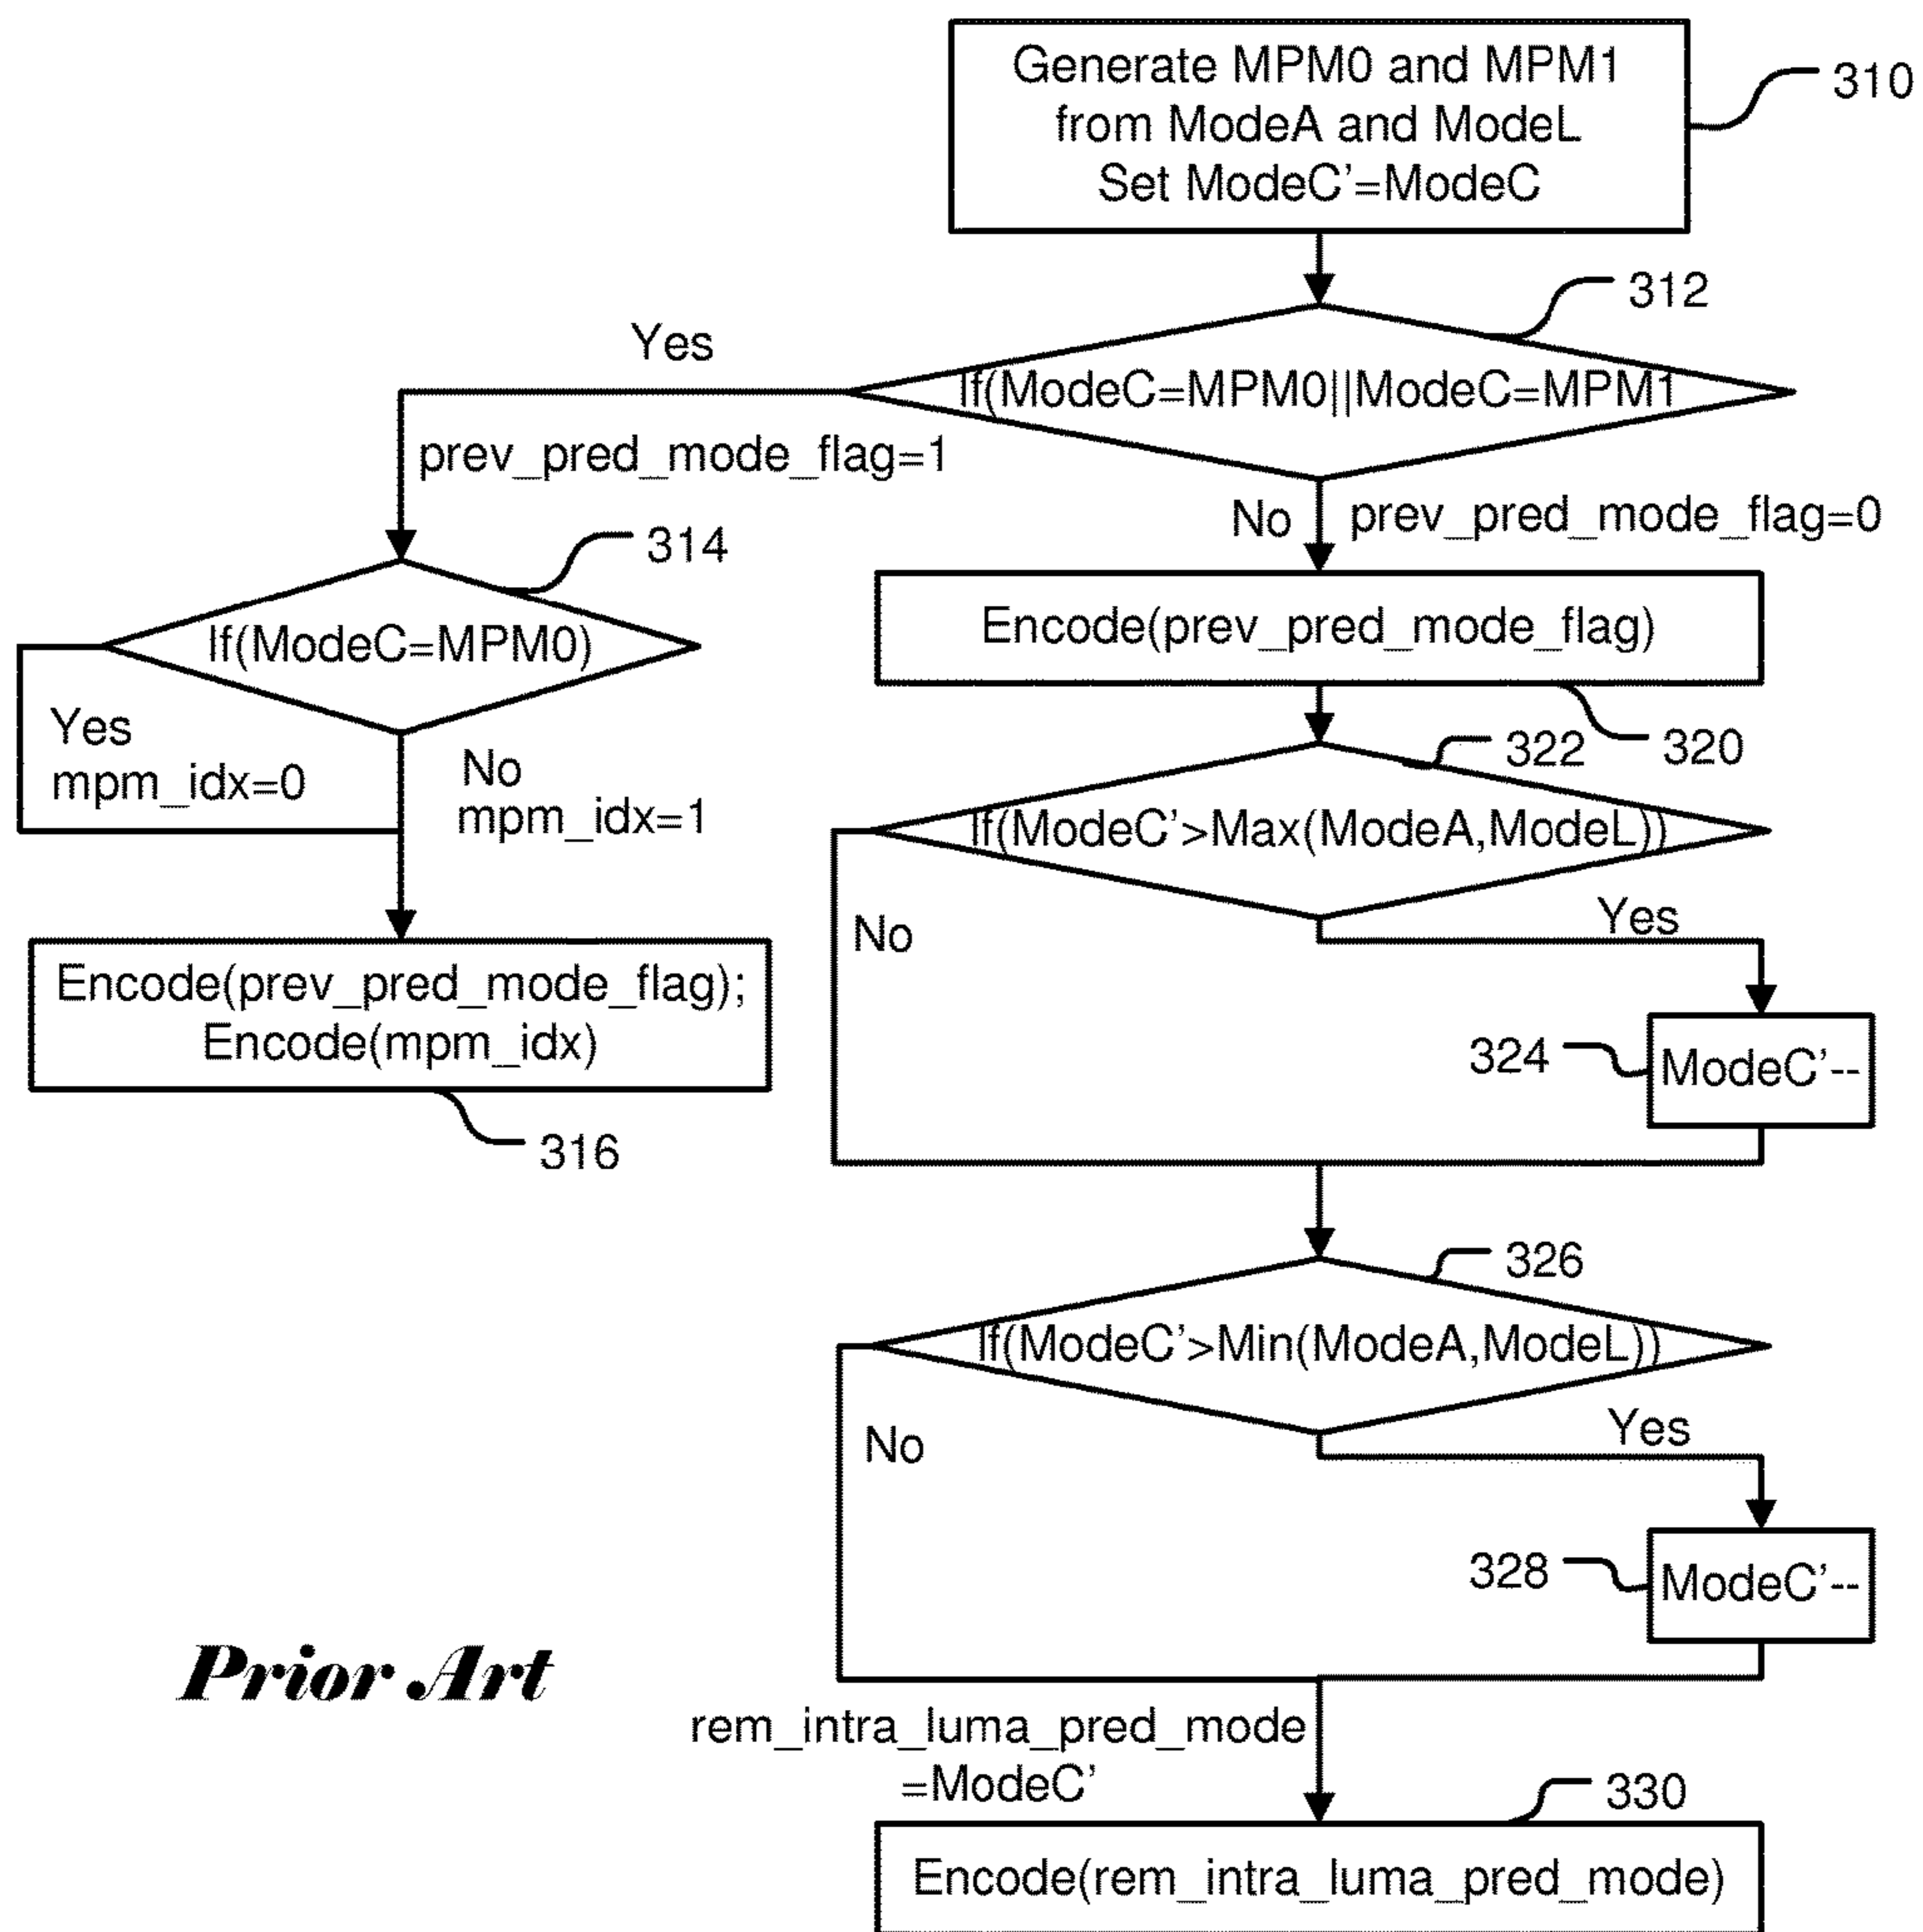 Generate MPM0 and MPM1
from ModeA and ModeL
Set ModeC'=ModeC
310
312
Yes
If(ModeC=MPM0||ModeC=MPM1
prev_pred_mode_flag=1
No
prev_pred_mode_flag=0
314
If(ModeC=MPM0)
Encode(prev_pred_mode_flag)
320
Yes
mpm_idx=0
No
mpm_idx=1
322
If(ModeC'>Max(ModeA,ModeL))
No
Yes
Encode(prev_pred_mode_flag);
Encode(mpm_idx)
316
324
ModeC'--
326
If(ModeC'>Min(ModeA,ModeL))
No
Yes
328
ModeC'--
Prior Art
rem_intra_luma_pred_mode
=ModeC'
330
Encode(rem_intra_luma_pred_mode)